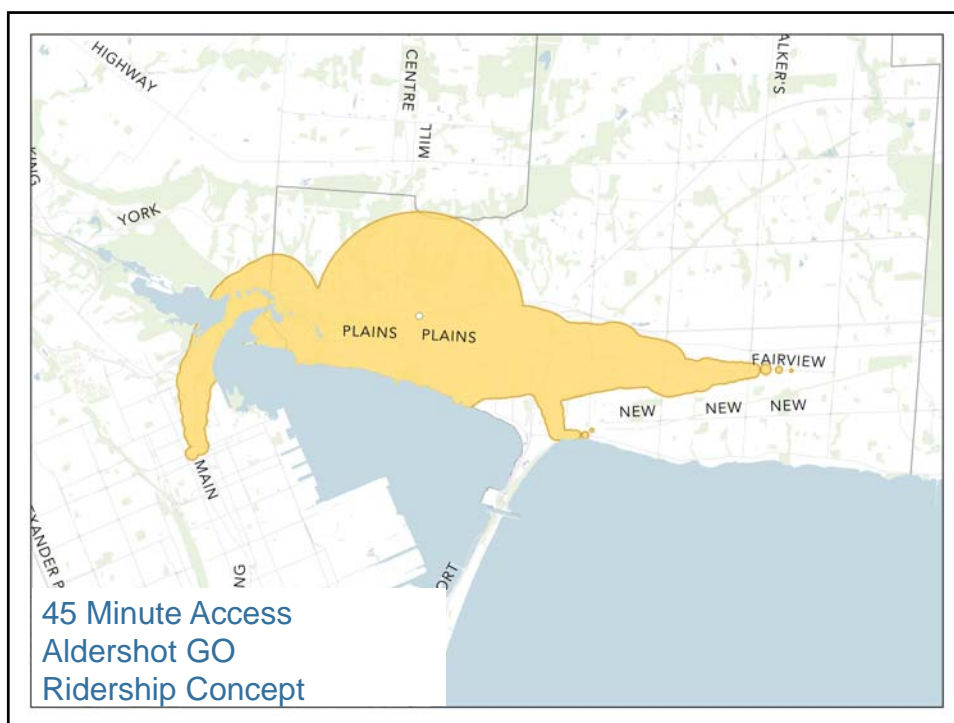 HIGHWAY
CENTRE
MILL
ALKER'S
KING
YORK
PLAINS PLAINS
FAIRVIEW
NEW NEW NEW
MAIN
EXANDER P
NG
ORT
45 Minute Access
Aldershot GO
Ridership Concept